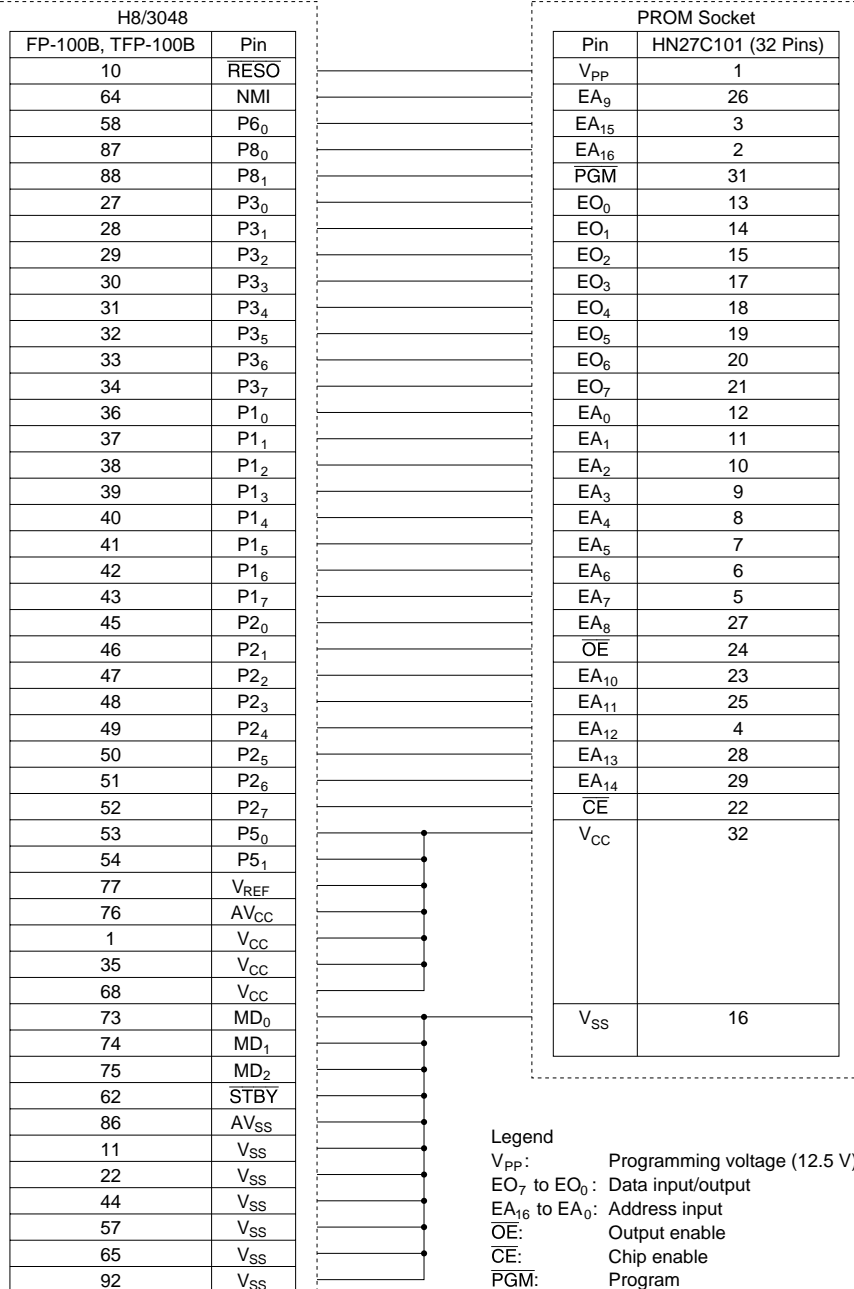 H8/3048 PROM Socket
FP-100B, TFP-100B Pin Pin HN27C101 (32 Pins)
10 R̅E̅S̅O̅ V_PP 1
64 NMI EA₉ 26
58 P6₀ EA₁₅ 3
87 P8₀ EA₁₆ 2
88 P8₁ P̅G̅M̅ 31
27 P3₀ EO₀ 13
28 P3₁ EO₁ 14
29 P3₂ EO₂ 15
30 P3₃ EO₃ 17
31 P3₄ EO₄ 18
32 P3₅ EO₅ 19
33 P3₆ EO₆ 20
34 P3₇ EO₇ 21
36 P1₀ EA₀ 12
37 P1₁ EA₁ 11
38 P1₂ EA₂ 10
39 P1₃ EA₃ 9
40 P1₄ EA₄ 8
41 P1₅ EA₅ 7
42 P1₆ EA₆ 6
43 P1₇ EA₇ 5
45 P2₀ EA₈ 27
46 P2₁ O̅E̅ 24
47 P2₂ EA₁₀ 23
48 P2₃ EA₁₁ 25
49 P2₄ EA₁₂ 4
50 P2₅ EA₁₃ 28
51 P2₆ EA₁₄ 29
52 P2₇ C̅E̅ 22
53 P5₀ V_CC 32
54 P5₁
77 V_REF
76 AV_CC
1 V_CC
35 V_CC
68 V_CC
73 MD₀ V_SS 16
74 MD₁
75 MD₂
62 S̅T̅B̅Y̅
86 AV_SS
11 V_SS
22 V_SS
44 V_SS
57 V_SS
65 V_SS
92 V_SS
Legend
V_PP: Programming voltage (12.5 V)
EO₇ to EO₀: Data input/output
EA₁₆ to EA₀: Address input
O̅E̅: Output enable
C̅E̅: Chip enable
P̅G̅M̅: Program